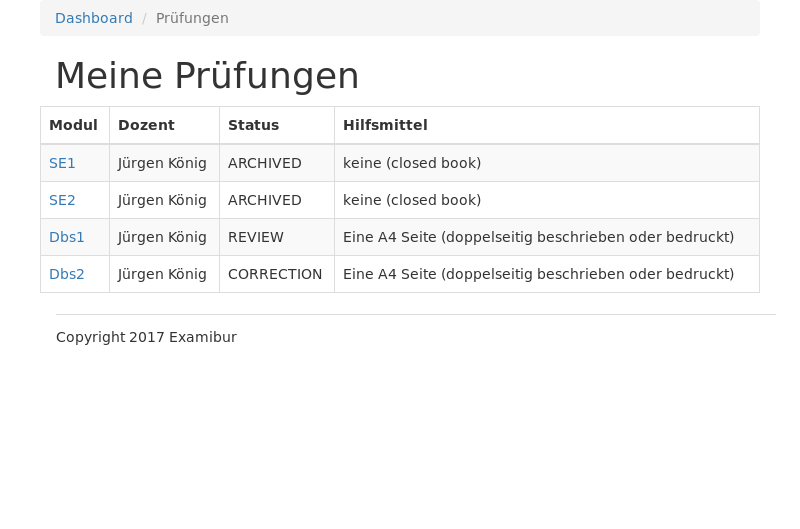 Dashboard / Prüfungen
Meine Prüfungen
Modul Dozent Status Hilfsmittel
SE1 Jürgen König ARCHIVED keine (closed book)
SE2 Jürgen König ARCHIVED keine (closed book)
Dbs1 Jürgen König REVIEW Eine A4 Seite (doppelseitig beschrieben oder bedruckt)
Dbs2 Jürgen König CORRECTION Eine A4 Seite (doppelseitig beschrieben oder bedruckt)
Copyright 2017 Examibur